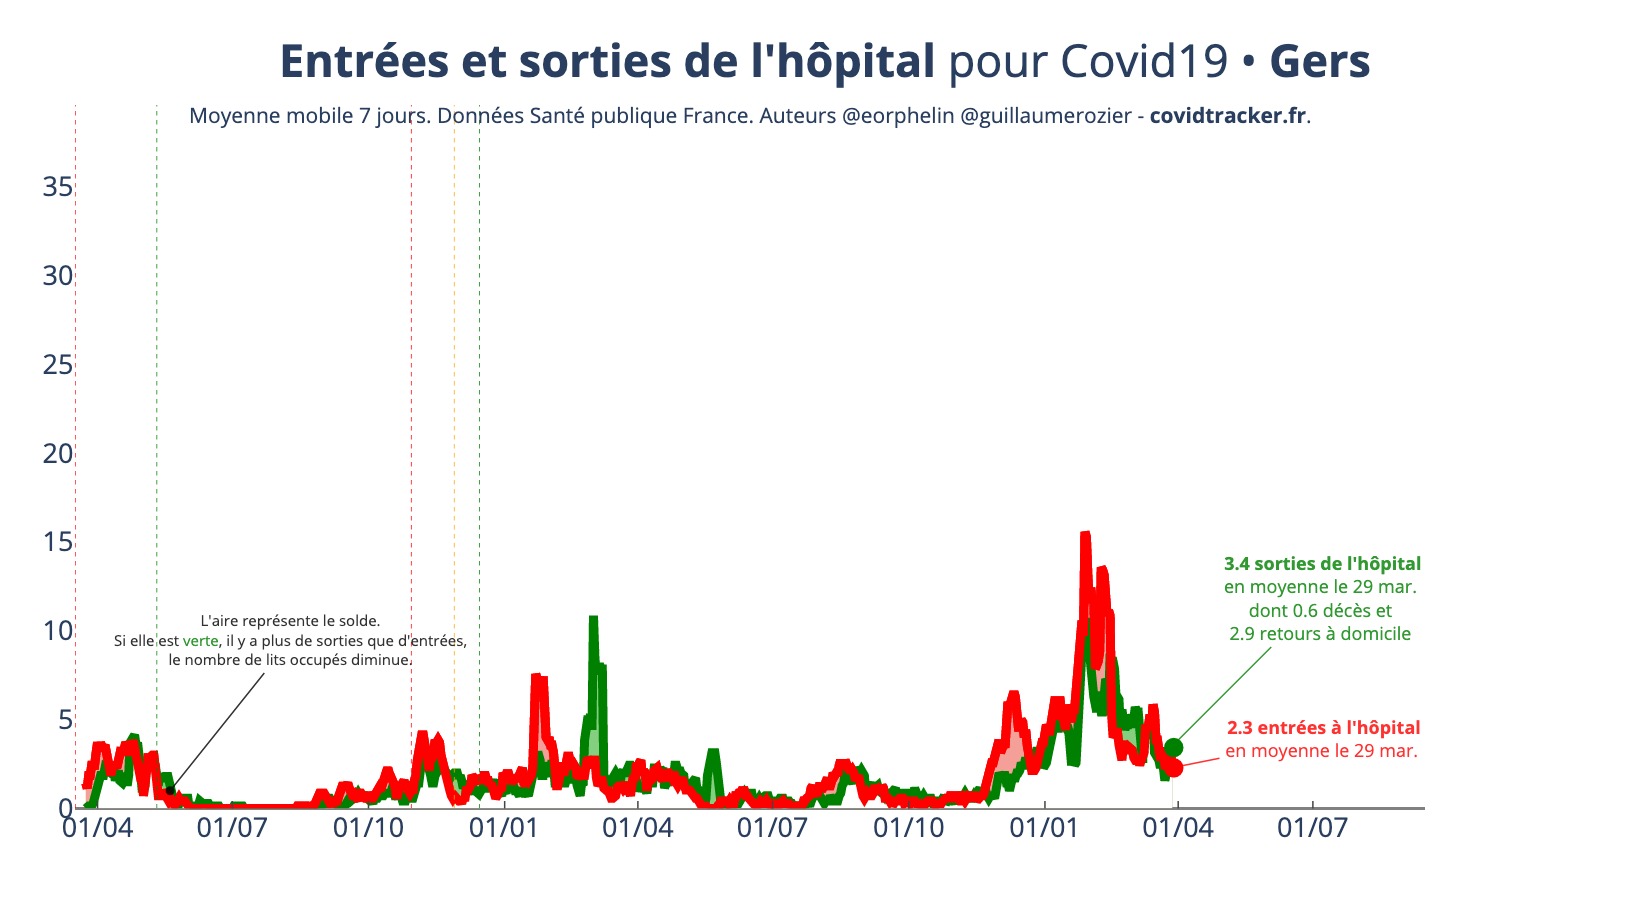 Entrées et sorties de l'hôpital pour Covid19 • Gers
Moyenne mobile 7 jours. Données Santé publique France. Auteurs @eorphelin @guillaumerozier - covidtracker.fr.
35
30
25
20
15
10
5
0
L'aire représente le solde.
Si elle est verte, il y a plus de sorties que d'entrées,
le nombre de lits occupés diminue.
3.4 sorties de l'hôpital
en moyenne le 29 mar.
dont 0.6 décès et
2.9 retours à domicile
2.3 entrées à l'hôpital
en moyenne le 29 mar.
01/04 01/07 01/10 01/01 01/04 01/07 01/10 01/01 01/04 01/07